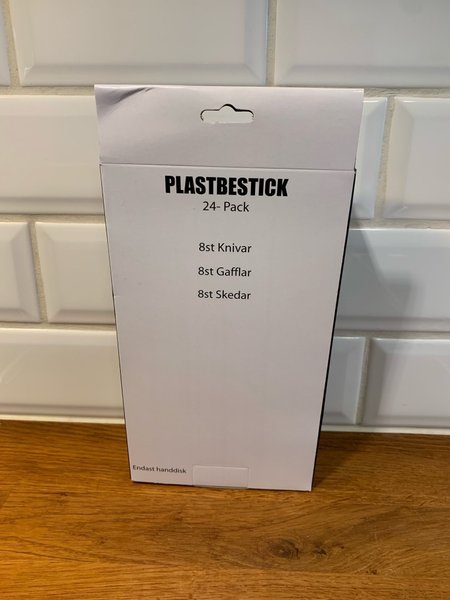 PLASTBESTICK
24- Pack
8st Knivar
8st Gafflar
8st Skedar
Endast handdisk